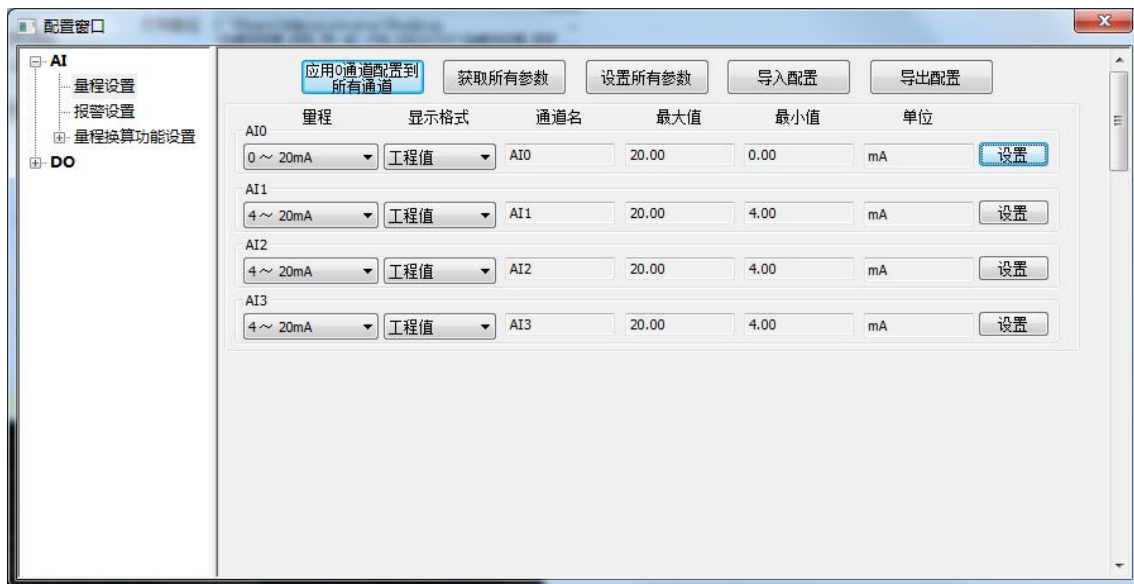 配置窗口
AI
量程设置
报警设置
量程换算功能设置
DO
应用0通道配置到
所有通道
获取所有参数
设置所有参数
导入配置
导出配置
量程 显示格式 通道名 最大值 最小值 单位
AI0
0～20mA 工程值 AI0 20.00 0.00 mA 设置
AI1
4～20mA 工程值 AI1 20.00 4.00 mA 设置
AI2
4～20mA 工程值 AI2 20.00 4.00 mA 设置
AI3
4～20mA 工程值 AI3 20.00 4.00 mA 设置